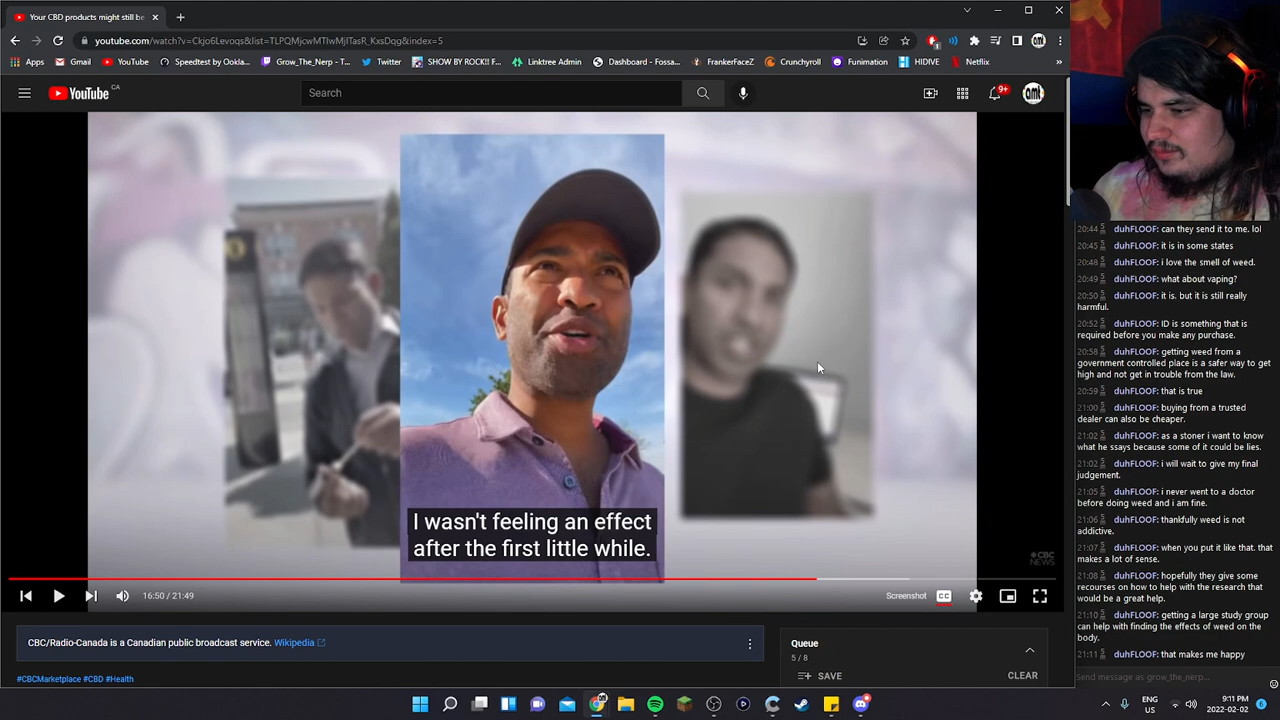 Your CBD products might still be
youtube.com/watch?v=Ckjo6Levoqs&list=TLPQMjcwMTIwMjITasR_KxsDqg&index=5
Apps Gmail YouTube Speedtest by Ookla... Grow_The_Nerp - T... Twitter SHOW BY ROCK!! F... Linktree Admin Dashboard - Fossa... FrankerFaceZ Crunchyroll Funimation HIDIVE Netflix
YouTube CA Search 9+ amt
I wasn't feeling an effect
after the first little while.
CBC
NEWS
16:50 / 21:49 Screenshot CC
CBC/Radio-Canada is a Canadian public broadcast service. Wikipedia
Queue
5 / 8
SAVE CLEAR
#CBCMarketplace #CBD #Health
20:44 duhFLOOF: can they send it to me. lol
20:45 duhFLOOF: it is in some states
20:48 duhFLOOF: i love the smell of weed.
20:49 duhFLOOF: what about vaping?
20:50 duhFLOOF: it is. but it is still really
harmful.
20:52 duhFLOOF: ID is something that is
required before you make any purchase.
20:58 duhFLOOF: getting weed from a
government controlled place is a safer way to get
high and not get in trouble from the law.
20:59 duhFLOOF: that is true
21:00 duhFLOOF: buying from a trusted
dealer can also be cheaper.
21:02 duhFLOOF: as a stoner i want to know
what he ssays because some of it could be lies.
21:02 duhFLOOF: i will wait to give my final
judgement.
21:05 duhFLOOF: i never went to a doctor
before doing weed and i am fine.
21:06 duhFLOOF: thankfully weed is not
addictive.
21:07 duhFLOOF: when you put it like that. that
makes a lot of sense.
21:08 duhFLOOF: hopefully they give some
recourses on how to help with the research that
would be a great help.
21:10 duhFLOOF: getting a large study group
can help with finding the effects of weed on the
body.
21:11 duhFLOOF: that makes me happy
Send message as grow_the_nerp...
ENG
US
9:11 PM
2022-02-02
6